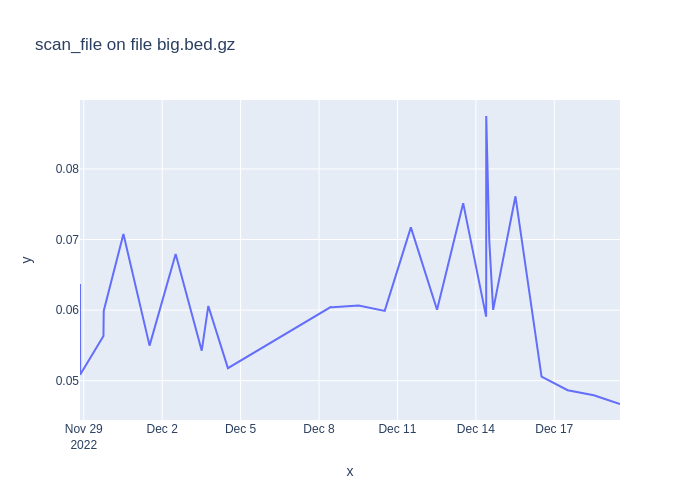 scan_file on file big.bed.gz
y
0.08
0.07
0.06
0.05
Nov 29
2022
Dec 2
Dec 5
Dec 8
Dec 11
Dec 14
Dec 17
x